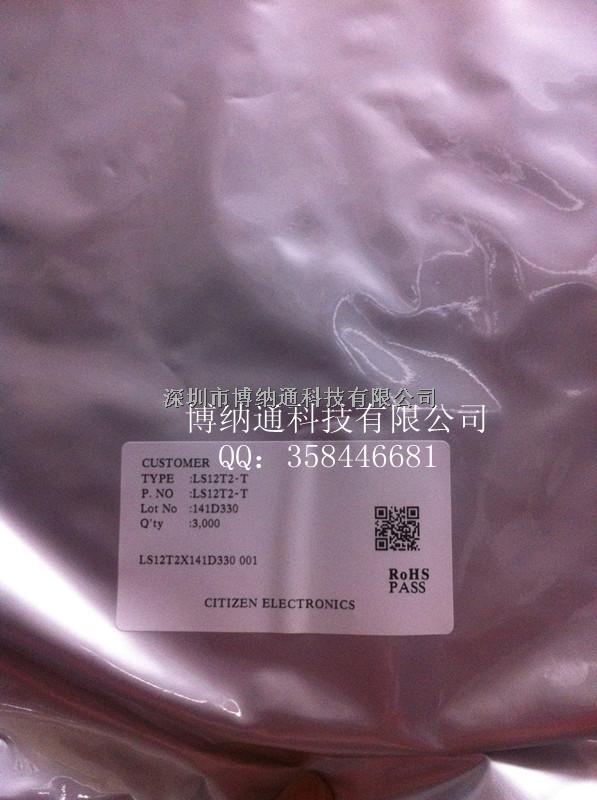 深圳市博纳通科技有限公司
博纳通科技有限公司
QQ: 358446681
CUSTOMER
TYPE :LS12T2-T
P. NO :LS12T2-T
Lot No :141D330
Q'ty :3,000
LS12T2X141D330 001
RoHS
PASS
CITIZEN ELECTRONICS